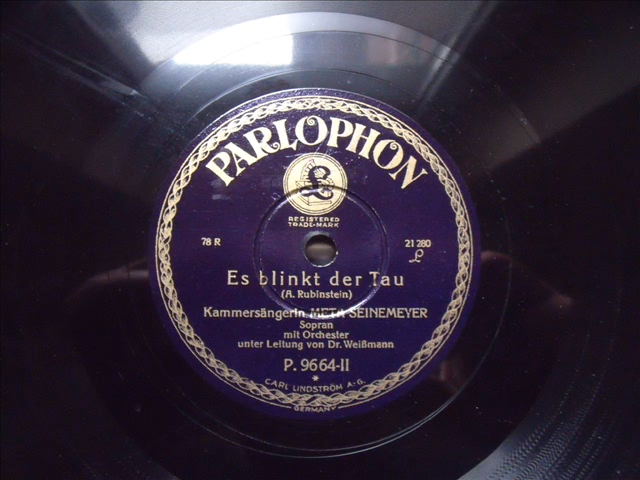 PARLOPHON
£
REGISTERED
TRADE-MARK
78 R
21 280
L
Es blinkt der Tau
(A. Rubinstein)
Kammersängerin META SEINEMEYER
Sopran
mit Orchester
unter Leitung von Dr. Weißmann
P. 9664-II
*
CARL LINDSTRÖM A.-G.
GERMANY